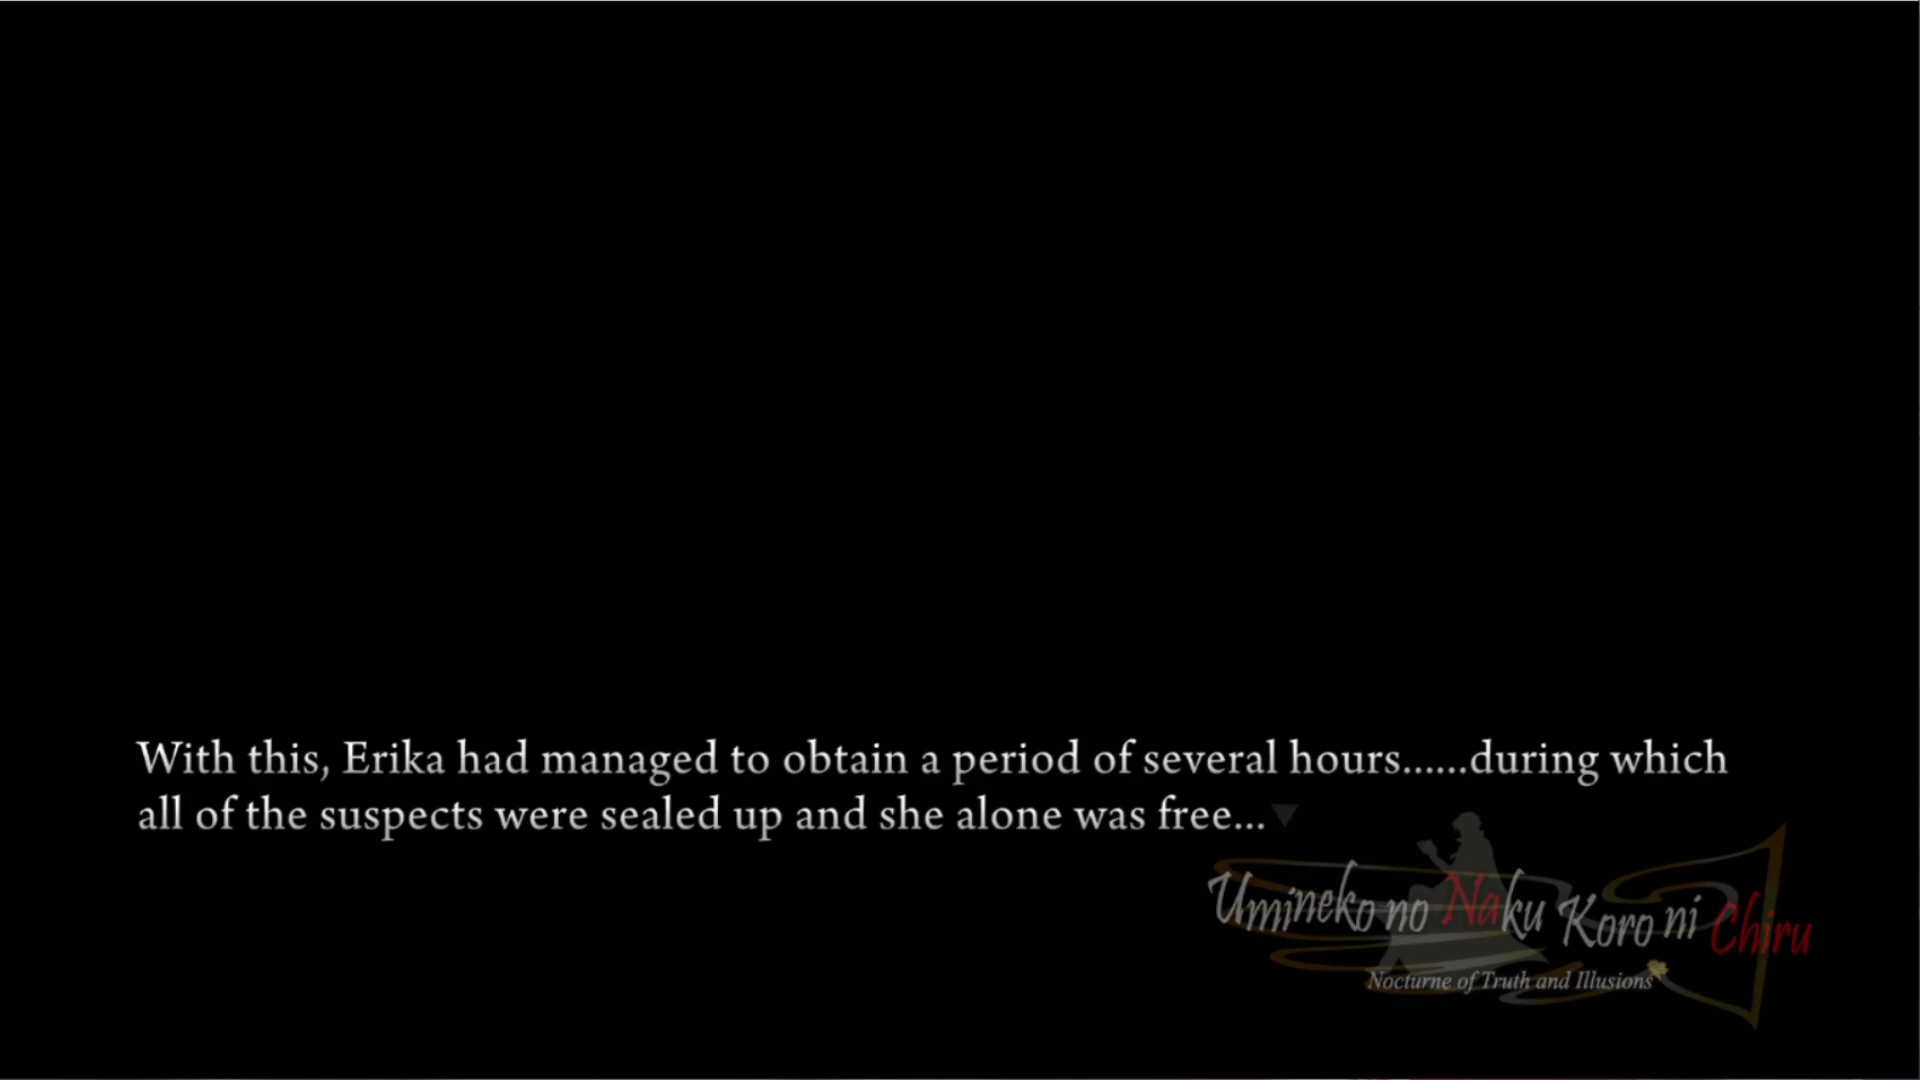 With this, Erika had managed to obtain a period of several hours......during which
all of the suspects were sealed up and she alone was free...
Umineko no Naku Koro ni Chiru
Nocturne of Truth and Illusions